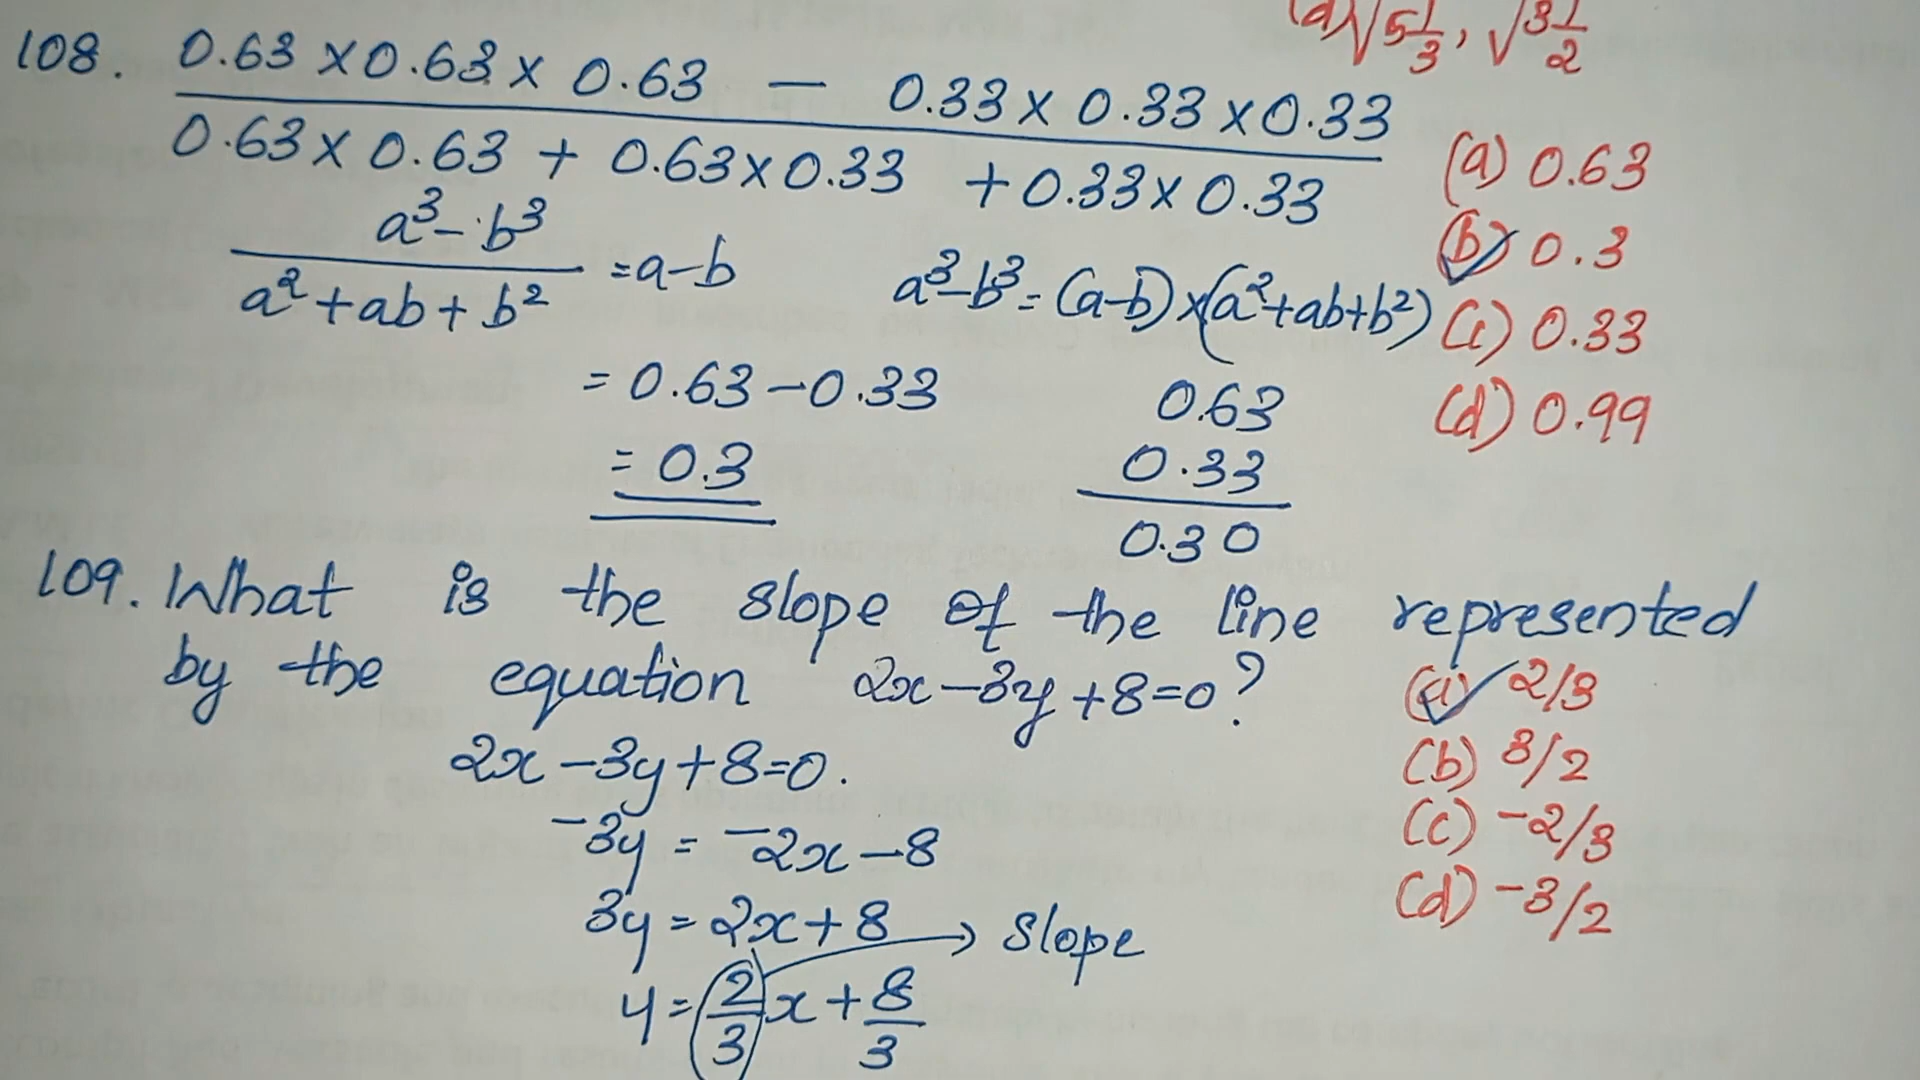 (d) √5 1/3, √3 1/2
108. 0.63 x 0.63 x 0.63 — 0.33 x 0.33 x 0.33
0.63 x 0.63 + 0.63 x 0.33 + 0.33 x 0.33
(a) 0.63
(b) 0.3
(c) 0.33
(d) 0.99
a³ - b³
a² + ab + b²
= a - b
a³ - b³ = (a-b) x (a² + ab + b²)
= 0.63 - 0.33
= 0.3
0.63
0.33
0.30
109. What is the slope of the line represented
by the equation 2x - 3y + 8 = 0?
(a) 2/3
(b) 3/2
(c) -2/3
(d) -3/2
2x - 3y + 8 = 0.
-3y = -2x - 8
3y = 2x + 8 → slope
y = 2/3 x + 8/3